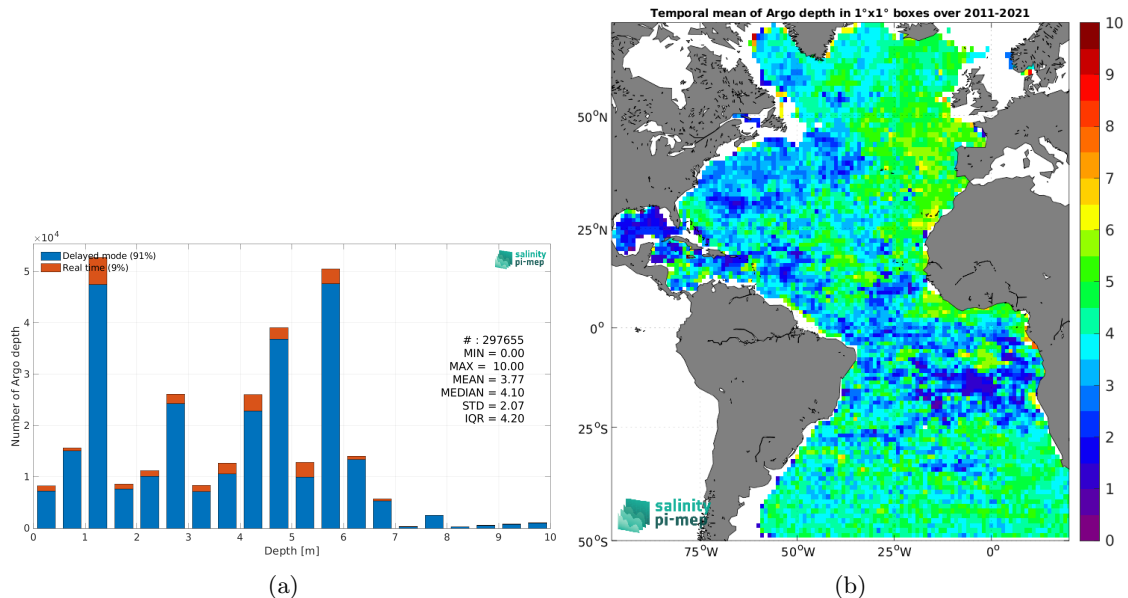 Temporal mean of Argo depth in 1°x1° boxes over 2011-2021
×10⁴
Delayed mode (91%)
Real time (9%)
salinity
pi-mep
# : 297655
MIN = 0.00
MAX = 10.00
MEAN = 3.77
MEDIAN = 4.10
STD = 2.07
IQR = 4.20
Number of Argo depth
5
4
3
2
1
0
0 1 2 3 4 5 6 7 8 9 10
Depth [m]
(a)
50°N
25°N
0°
25°S
50°S
75°W 50°W 25°W 0°
salinity
pi-mep
10
9
8
7
6
5
4
3
2
1
0
(b)